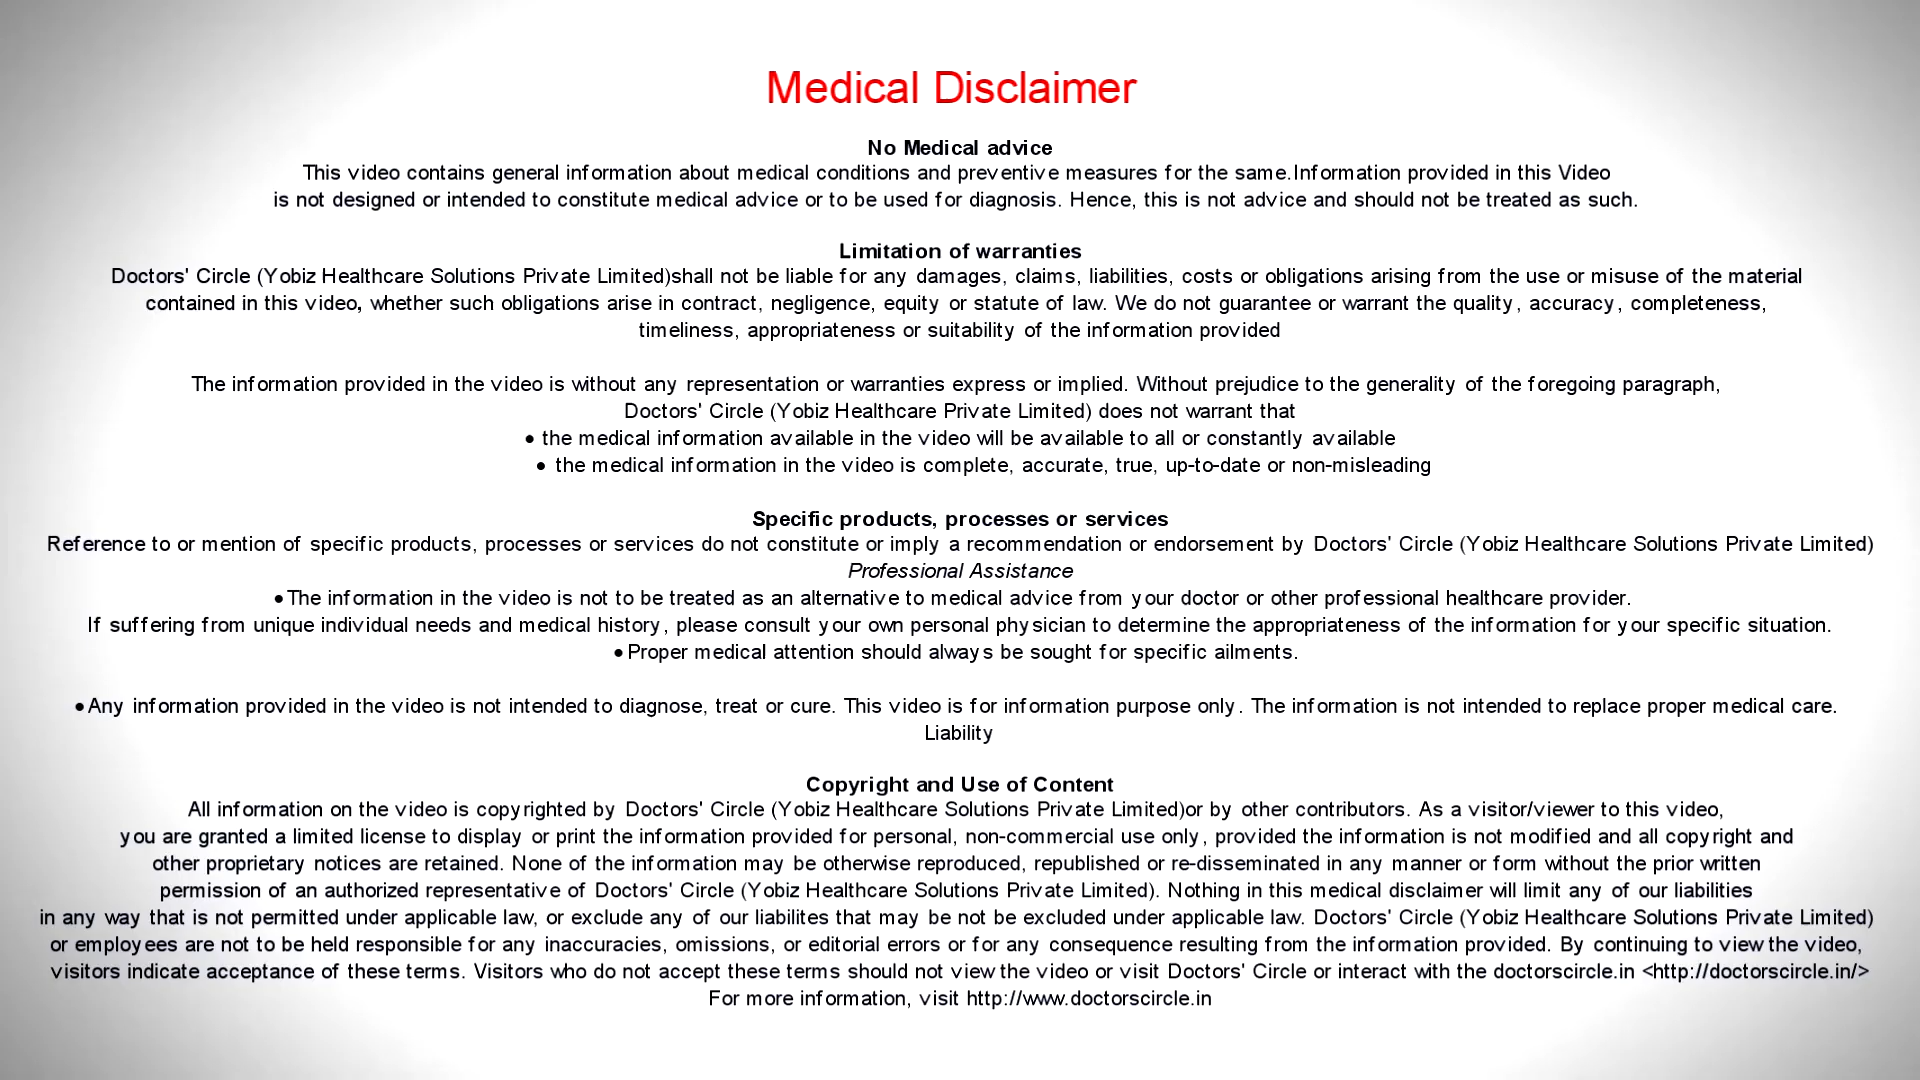 Medical Disclaimer
No Medical advice
This video contains general information about medical conditions and preventive measures for the same.Information provided in this Video
is not designed or intended to constitute medical advice or to be used for diagnosis. Hence, this is not advice and should not be treated as such.
Limitation of warranties
Doctors' Circle (Yobiz Healthcare Solutions Private Limited)shall not be liable for any damages, claims, liabilities, costs or obligations arising from the use or misuse of the material
contained in this video, whether such obligations arise in contract, negligence, equity or statute of law. We do not guarantee or warrant the quality, accuracy, completeness,
timeliness, appropriateness or suitability of the information provided
The information provided in the video is without any representation or warranties express or implied. Without prejudice to the generality of the foregoing paragraph,
Doctors' Circle (Yobiz Healthcare Private Limited) does not warrant that
• the medical information available in the video will be available to all or constantly available
• the medical information in the video is complete, accurate, true, up-to-date or non-misleading
Specific products, processes or services
Reference to or mention of specific products, processes or services do not constitute or imply a recommendation or endorsement by Doctors' Circle (Yobiz Healthcare Solutions Private Limited)
Professional Assistance
•The information in the video is not to be treated as an alternative to medical advice from your doctor or other professional healthcare provider.
If suffering from unique individual needs and medical history, please consult your own personal physician to determine the appropriateness of the information for your specific situation.
•Proper medical attention should always be sought for specific ailments.
•Any information provided in the video is not intended to diagnose, treat or cure. This video is for information purpose only. The information is not intended to replace proper medical care.
Liability
Copyright and Use of Content
All information on the video is copyrighted by Doctors' Circle (Yobiz Healthcare Solutions Private Limited)or by other contributors. As a visitor/viewer to this video,
you are granted a limited license to display or print the information provided for personal, non-commercial use only, provided the information is not modified and all copyright and
other proprietary notices are retained. None of the information may be otherwise reproduced, republished or re-disseminated in any manner or form without the prior written
permission of an authorized representative of Doctors' Circle (Yobiz Healthcare Solutions Private Limited). Nothing in this medical disclaimer will limit any of our liabilities
in any way that is not permitted under applicable law, or exclude any of our liabilites that may be not be excluded under applicable law. Doctors' Circle (Yobiz Healthcare Solutions Private Limited)
or employees are not to be held responsible for any inaccuracies, omissions, or editorial errors or for any consequence resulting from the information provided. By continuing to view the video,
visitors indicate acceptance of these terms. Visitors who do not accept these terms should not view the video or visit Doctors' Circle or interact with the doctorscircle.in <http://doctorscircle.in/>
For more information, visit http://www.doctorscircle.in